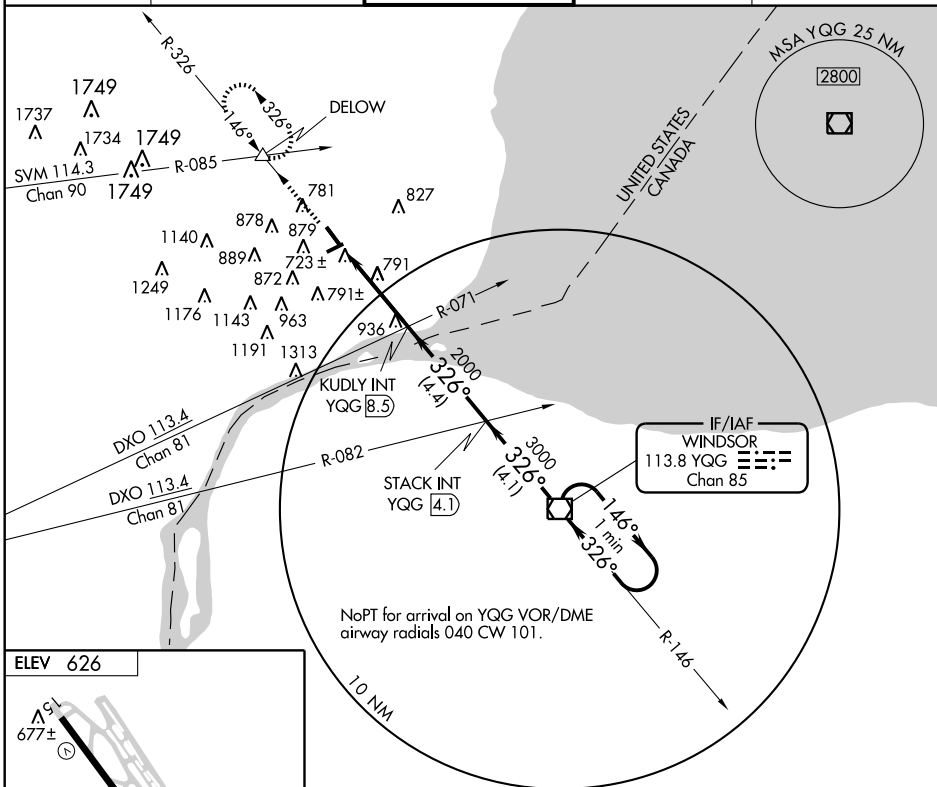 MSA YQG 25 NM
2800
R-326
326°
146°
DELOW
1749
1737
1734
1749
1749
SVM 114.3
Chan 90
R-085
UNITED STATES
CANADA
781
827
878
879
1140
889
723 ±
791
1249
872
791±
1176
1143
963
1191
936
1313
R-071
KUDLY INT
YQG 8.5
2000
326°
(4.4)
DXO 113.4
Chan 81
R-082
DXO 113.4
Chan 81
STACK INT
YQG 4.1
3000
326°
(4.1)
IF/IAF
WINDSOR
113.8 YQG
Chan 85
146°
1 min
326°
NoPT for arrival on YQG VOR/DME
airway radials 040 CW 101.
R-146
10 NM
ELEV 626
15
677±
V